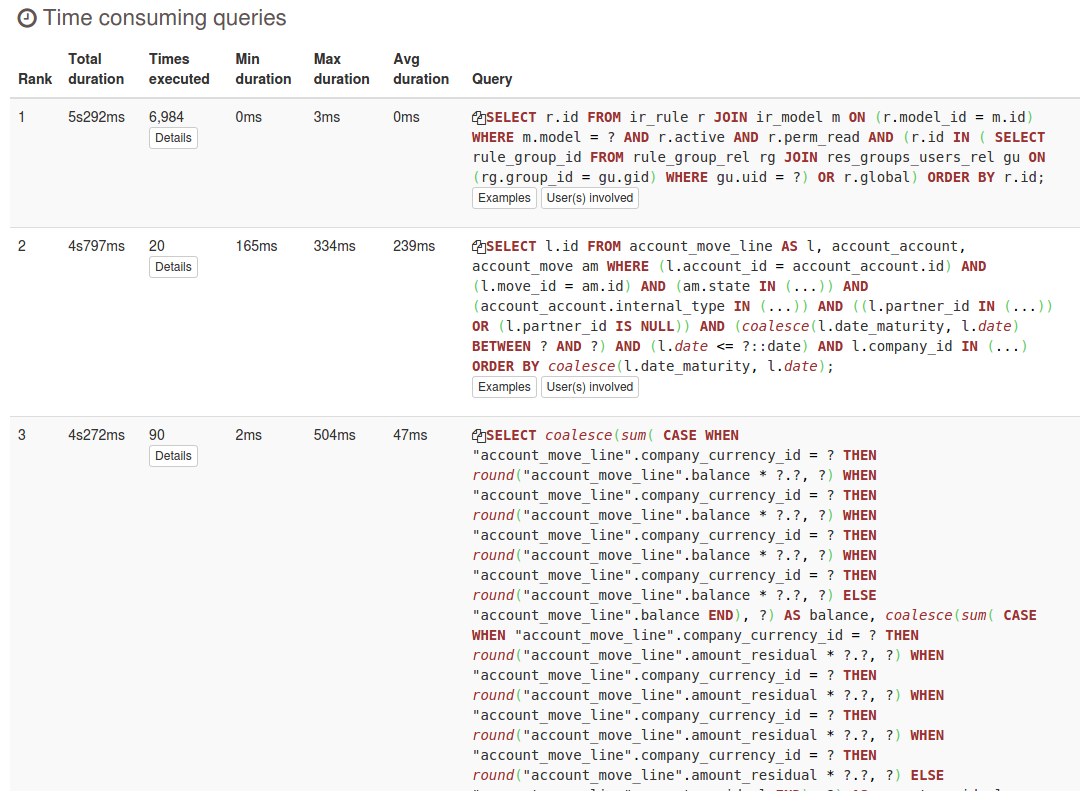 Time consuming queries
Rank Total duration Times executed Min duration Max duration Avg duration Query
1 5s292ms 6,984 0ms 3ms 0ms SELECT r.id FROM ir_rule r JOIN ir_model m ON (r.model_id = m.id)
Details WHERE m.model = ? AND r.active AND r.perm_read AND (r.id IN ( SELECT
rule_group_id FROM rule_group_rel rg JOIN res_groups_users_rel gu ON
(rg.group_id = gu.gid) WHERE gu.uid = ?) OR r.global) ORDER BY r.id;
Examples User(s) involved
2 4s797ms 20 165ms 334ms 239ms SELECT l.id FROM account_move_line AS l, account_account,
Details account_move am WHERE (l.account_id = account_account.id) AND
(l.move_id = am.id) AND (am.state IN (...)) AND
(account_account.internal_type IN (...)) AND ((l.partner_id IN (...))
OR (l.partner_id IS NULL)) AND (coalesce(l.date_maturity, l.date)
BETWEEN ? AND ?) AND (l.date <= ?::date) AND l.company_id IN (...)
ORDER BY coalesce(l.date_maturity, l.date);
Examples User(s) involved
3 4s272ms 90 2ms 504ms 47ms SELECT coalesce(sum( CASE WHEN
Details "account_move_line".company_currency_id = ? THEN
round("account_move_line".balance * ?.?, ?) WHEN
"account_move_line".company_currency_id = ? THEN
round("account_move_line".balance * ?.?, ?) WHEN
"account_move_line".company_currency_id = ? THEN
round("account_move_line".balance * ?.?, ?) WHEN
"account_move_line".company_currency_id = ? THEN
round("account_move_line".balance * ?.?, ?) ELSE
"account_move_line".balance END), ?) AS balance, coalesce(sum( CASE
WHEN "account_move_line".company_currency_id = ? THEN
round("account_move_line".amount_residual * ?.?, ?) WHEN
"account_move_line".company_currency_id = ? THEN
round("account_move_line".amount_residual * ?.?, ?) WHEN
"account_move_line".company_currency_id = ? THEN
round("account_move_line".amount_residual * ?.?, ?) WHEN
"account_move_line".company_currency_id = ? THEN
round("account_move_line".amount_residual * ?.?, ?) ELSE